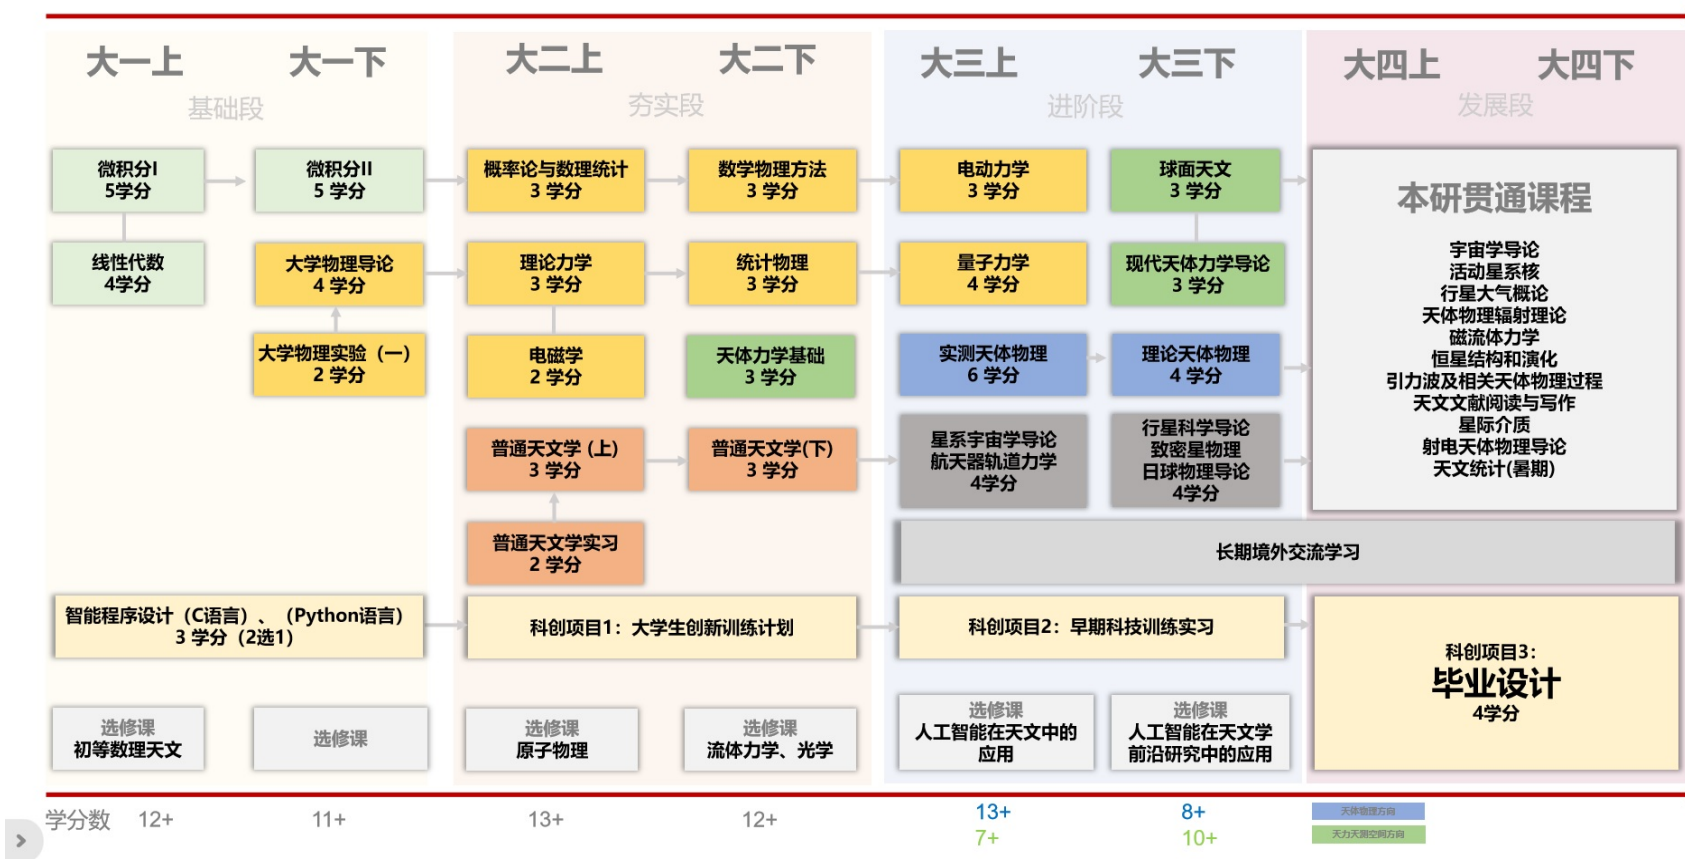 大一上
大一下
大二上
大二下
大三上
大三下
大四上
大四下
基础段
夯实段
进阶段
发展段
微积分I
5学分
微积分II
5 学分
概率论与数理统计
3 学分
数学物理方法
3 学分
电动力学
3 学分
球面天文
3 学分
线性代数
4学分
大学物理导论
4 学分
理论力学
3 学分
统计物理
3 学分
量子力学
4 学分
现代天体力学导论
3 学分
大学物理实验（一）
2 学分
电磁学
2 学分
天体力学基础
3 学分
实测天体物理
6 学分
理论天体物理
4 学分
普通天文学 (上)
3 学分
普通天文学(下)
3 学分
星系宇宙学导论
航天器轨道力学
4学分
行星科学导论
致密星物理
日球物理导论
4学分
普通天文学实习
2 学分
本研贯通课程
宇宙学导论
活动星系核
行星大气概论
天体物理辐射理论
磁流体力学
恒星结构和演化
引力波及相关天体物理过程
天文文献阅读与写作
星际介质
射电天体物理导论
天文统计(暑期)
长期境外交流学习
智能程序设计（C语言）、（Python语言）
3 学分（2选1）
科创项目1：大学生创新训练计划
科创项目2：早期科技训练实习
科创项目3：
毕业设计
4学分
选修课
初等数理天文
选修课
选修课
原子物理
选修课
流体力学、光学
选修课
人工智能在天文中的
应用
选修课
人工智能在天文学
前沿研究中的应用
学分数
12+
11+
13+
12+
13+
7+
8+
10+
天体物理方向
天力天测空间方向